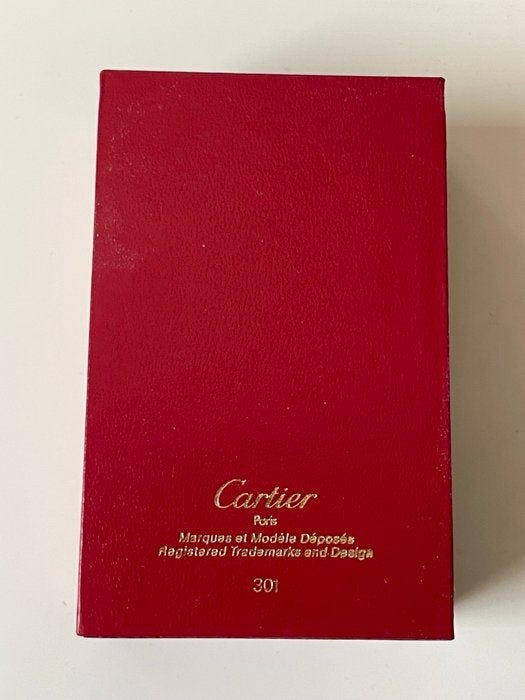 Cartier
Paris
Marques et Modèle Déposés
Registered Trademarks and Design
301